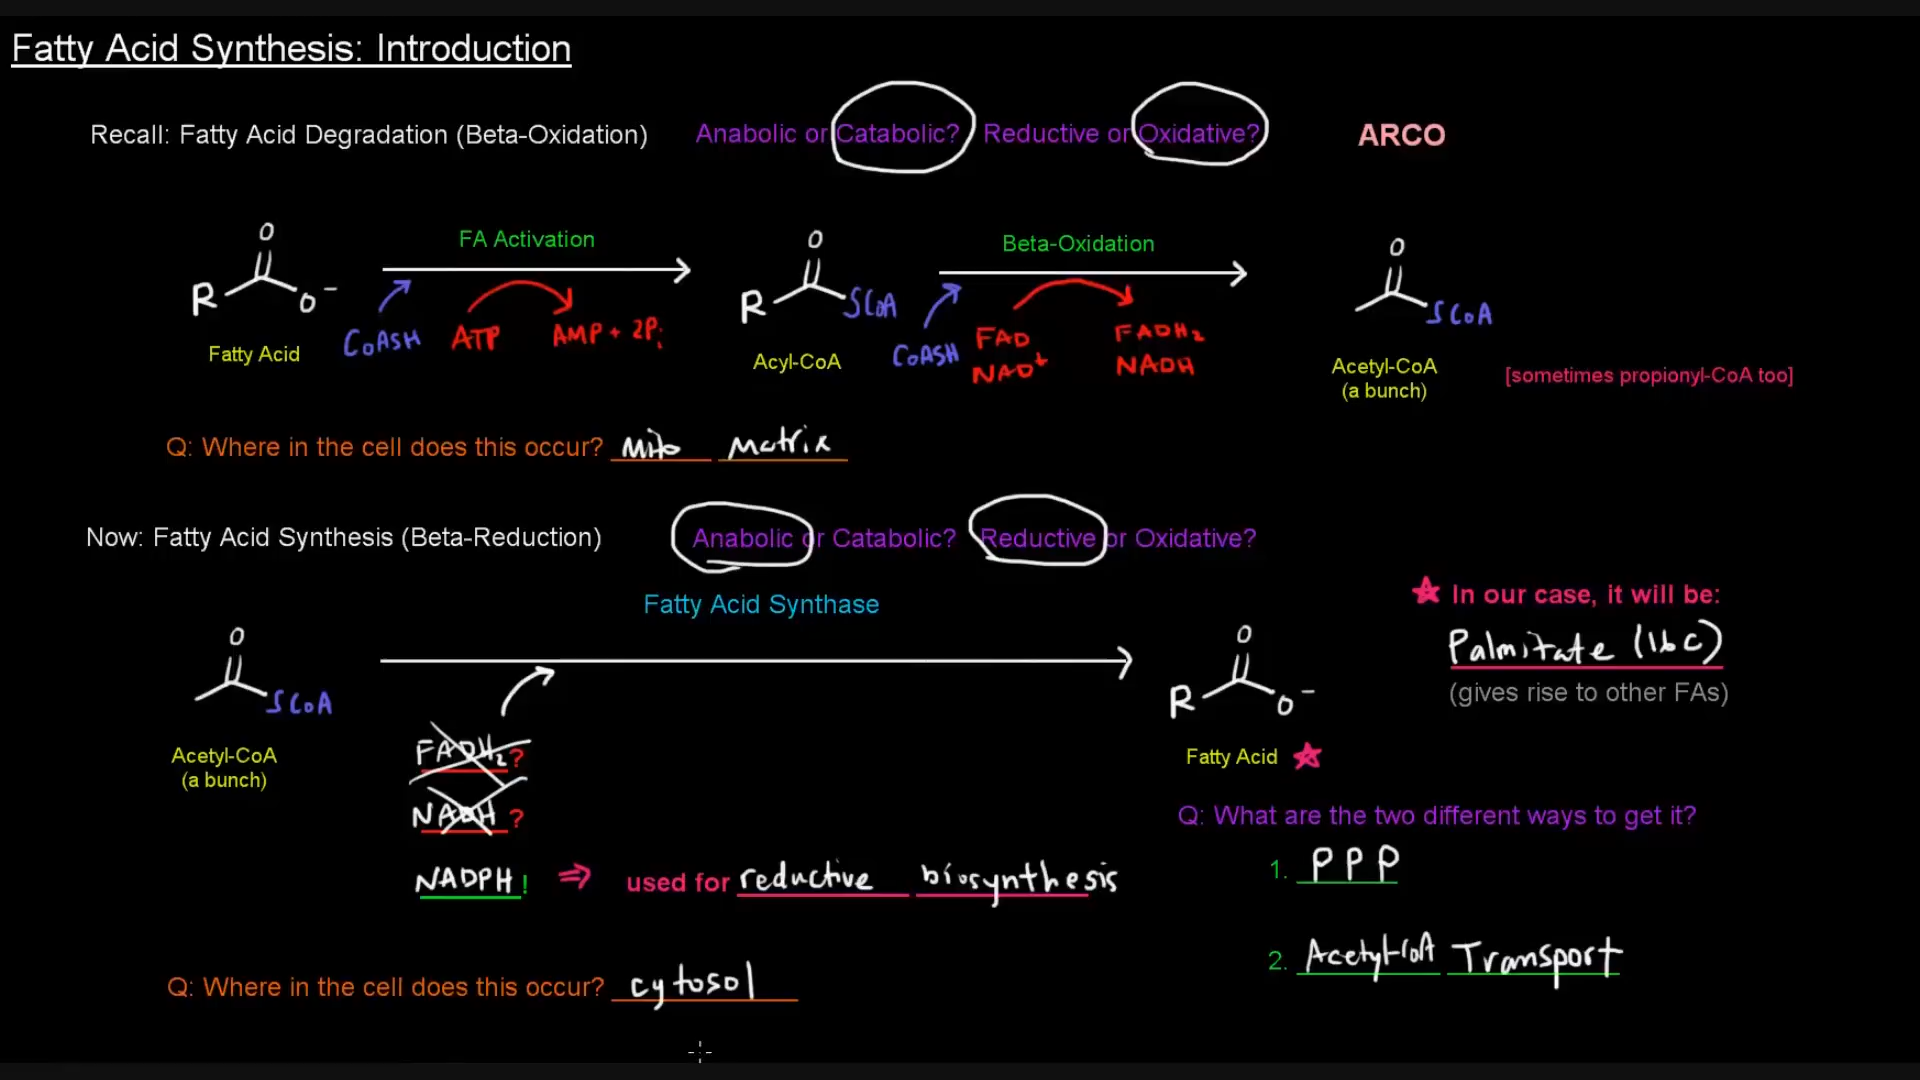 Fatty Acid Synthesis: Introduction
Recall: Fatty Acid Degradation (Beta-Oxidation) Anabolic or Catabolic? Reductive or Oxidative? ARCO
O O O
FA Activation Beta-Oxidation
R O⁻ R SCoA SCoA
CoASH ATP AMP + 2Pi CoASH FAD FADH₂
NAD⁺ NADH
Fatty Acid Acyl-CoA Acetyl-CoA
(a bunch) [sometimes propionyl-CoA too]
Q: Where in the cell does this occur? Mito Matrix
Now: Fatty Acid Synthesis (Beta-Reduction) Anabolic or Catabolic? Reductive or Oxidative?
Fatty Acid Synthase
★ In our case, it will be:
Palmitate (16C)
(gives rise to other FAs)
O O
SCoA R O⁻
Acetyl-CoA
(a bunch)
Fatty Acid ★
FADH₂?
NADH?
NADPH! ⇒ used for reductive biosynthesis
Q: What are the two different ways to get it?
1. PPP
2. Acetyl-CoA Transport
Q: Where in the cell does this occur? cytosol